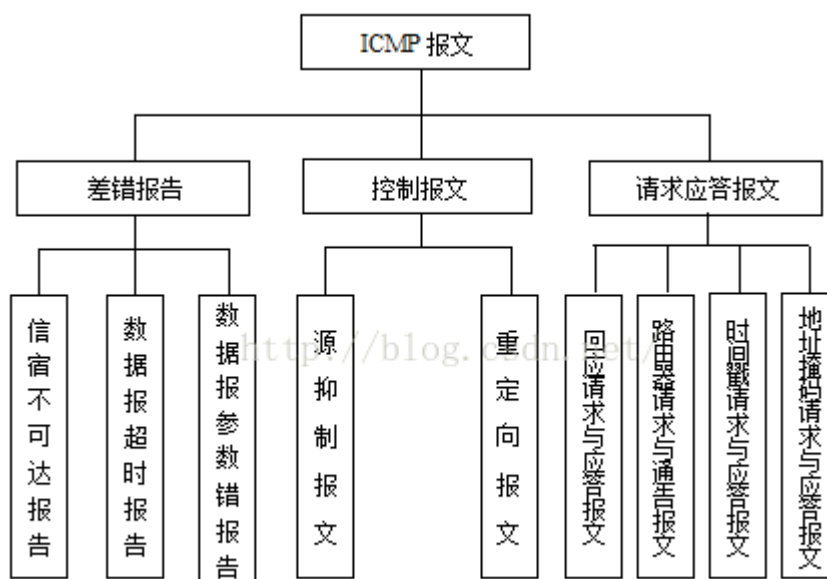 ICMP 报文
差错报告
控制报文
请求应答报文
信宿不可达报告
数据报超时报告
数据报参数错报告
源抑制报文
重定向报文
回应请求与应答报文
路由器请求与通告报文
时间戳请求与应答报文
地址掩码请求与应答报文
http://blog.csdn.net/